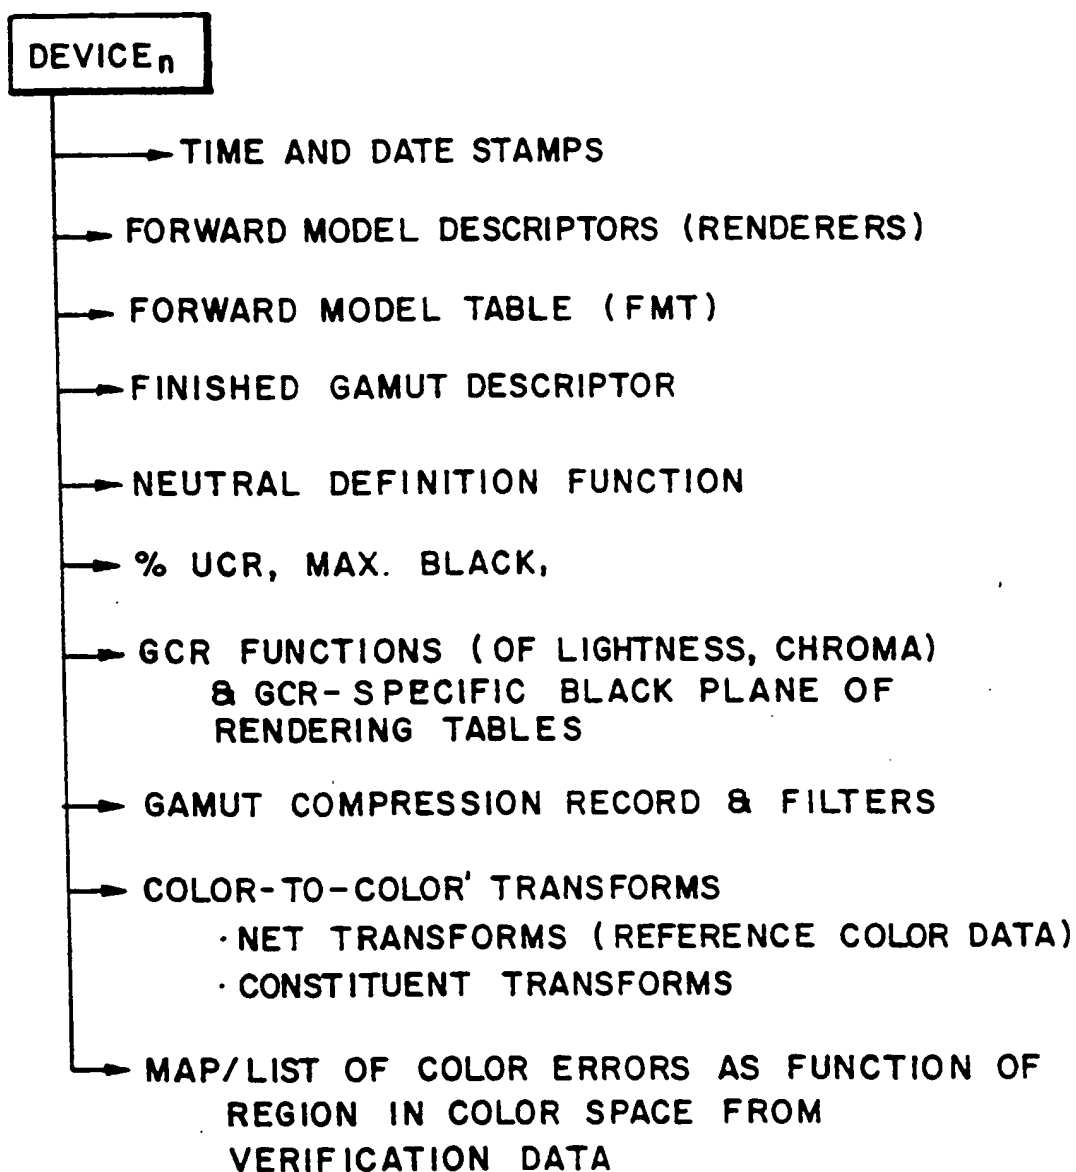 DEVICEn
TIME AND DATE STAMPS
FORWARD MODEL DESCRIPTORS (RENDERERS)
FORWARD MODEL TABLE (FMT)
FINISHED GAMUT DESCRIPTOR
NEUTRAL DEFINITION FUNCTION
% UCR, MAX. BLACK,
GCR FUNCTIONS (OF LIGHTNESS, CHROMA)
& GCR-SPECIFIC BLACK PLANE OF
RENDERING TABLES
GAMUT COMPRESSION RECORD & FILTERS
COLOR-TO-COLOR' TRANSFORMS
· NET TRANSFORMS (REFERENCE COLOR DATA)
· CONSTITUENT TRANSFORMS
MAP/LIST OF COLOR ERRORS AS FUNCTION OF
REGION IN COLOR SPACE FROM
VERIFICATION DATA